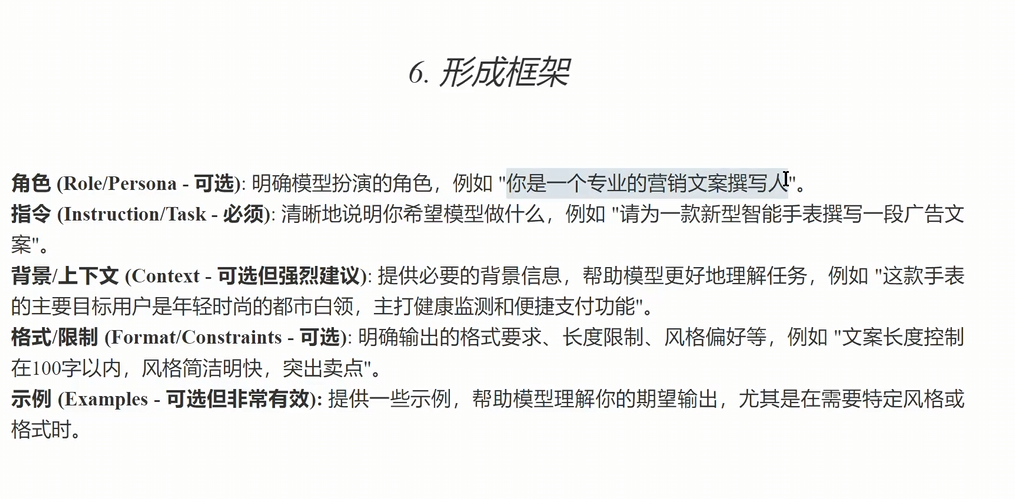 6. 形成框架
角色 (Role/Persona - 可选): 明确模型扮演的角色，例如 "你是一个专业的营销文案撰写人"。
指令 (Instruction/Task - 必须): 清晰地说明你希望模型做什么，例如 "请为一款新型智能手表撰写一段广告文
案"。
背景/上下文 (Context - 可选但强烈建议): 提供必要的背景信息，帮助模型更好地理解任务，例如 "这款手表
的主要目标用户是年轻时尚的都市白领，主打健康监测和便捷支付功能"。
格式/限制 (Format/Constraints - 可选): 明确输出的格式要求、长度限制、风格偏好等，例如 "文案长度控制
在100字以内，风格简洁明快，突出卖点"。
示例 (Examples - 可选但非常有效): 提供一些示例，帮助模型理解你的期望输出，尤其是在需要特定风格或
格式时。